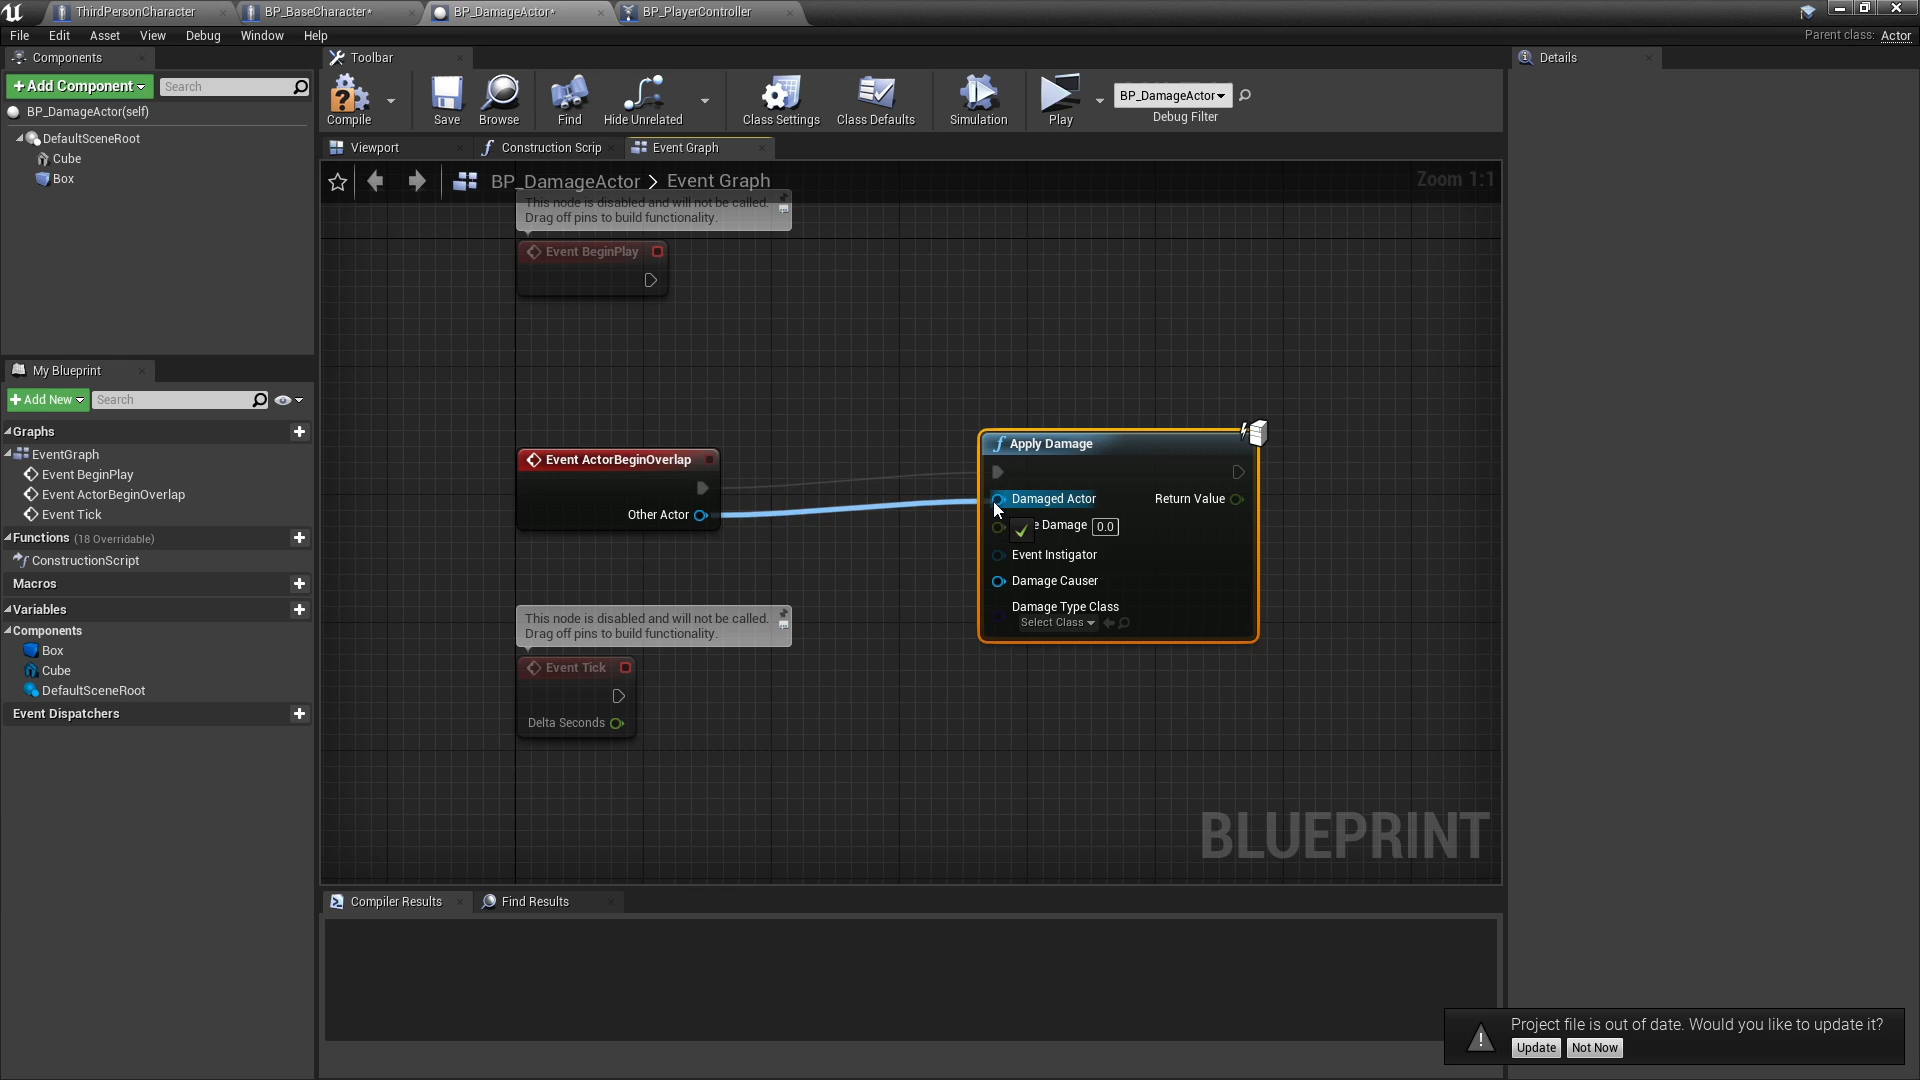 ThirdPersonCharacter
BP_BaseCharacter*
BP_DamageActor*
BP_PlayerController
File Edit Asset View Debug Window Help
Parent class: Actor
Components
+Add Component
Search
BP_DamageActor(self)
DefaultSceneRoot
Cube
Box
Toolbar
Compile
Save
Browse
Find
Hide Unrelated
Class Settings
Class Defaults
Simulation
Play
BP_DamageActor
Debug Filter
Details
Viewport
Construction Scrip
Event Graph
BP_DamageActor > Event Graph
Zoom 1:1
This node is disabled and will not be called.
Drag off pins to build functionality.
Event BeginPlay
Event ActorBeginOverlap
Other Actor
Apply Damage
Damaged Actor
Return Value
e Damage 0.0
Event Instigator
Damage Causer
Damage Type Class
Select Class
This node is disabled and will not be called.
Drag off pins to build functionality.
Event Tick
Delta Seconds
BLUEPRINT
My Blueprint
+Add New
Search
Graphs
EventGraph
Event BeginPlay
Event ActorBeginOverlap
Event Tick
Functions (18 Overridable)
ConstructionScript
Macros
Variables
Components
Box
Cube
DefaultSceneRoot
Event Dispatchers
Compiler Results
Find Results
Project file is out of date. Would you like to update it?
Update
Not Now